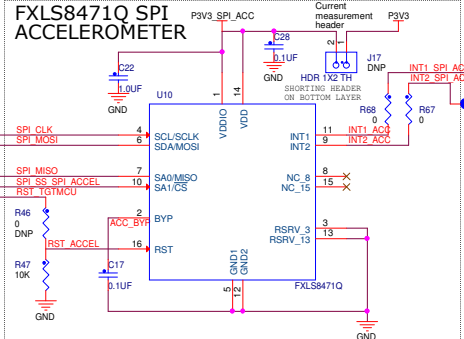 FXLS8471Q SPI
ACCELEROMETER
P3V3_SPI_ACC
Current
measurement
header
P3V3
C28
0.1UF
GND
2
1
J17
DNP
HDR 1X2 TH
SHORTING HEADER
ON BOTTOM LAYER
INT1_SPI_AC
INT2_SPI_AC
C22
1.0UF
GND
U10
1
14
VDDIO
VDD
R68
0
R67
0
SPI_CLK
4
SCL/SCLK
INT1
11
INT1_ACC
SPI_MOSI
6
SDA/MOSI
INT2
9
INT2_ACC
SPI_MISO
7
SA0/MISO
NC_8
8
SPI_SS_SPI_ACCEL
10
SA1/CS
NC_15
15
RST_TGTMCU
R46
0
DNP
ACC_BYP
2
BYP
RSRV_3
3
RSRV_13
13
RST_ACCEL
16
RST
R47
10K
GND
C17
0.1UF
GND1
GND2
5
12
FXLS8471Q
GND